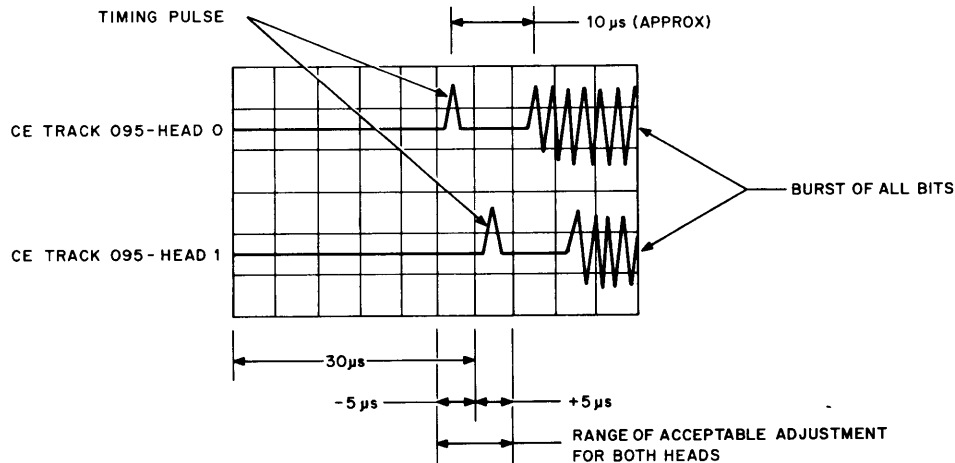 TIMING PULSE
10 µs (APPROX)
CE TRACK 095-HEAD 0
BURST OF ALL BITS
CE TRACK 095-HEAD 1
30µs
-5 µs
+5 µs
RANGE OF ACCEPTABLE ADJUSTMENT
FOR BOTH HEADS